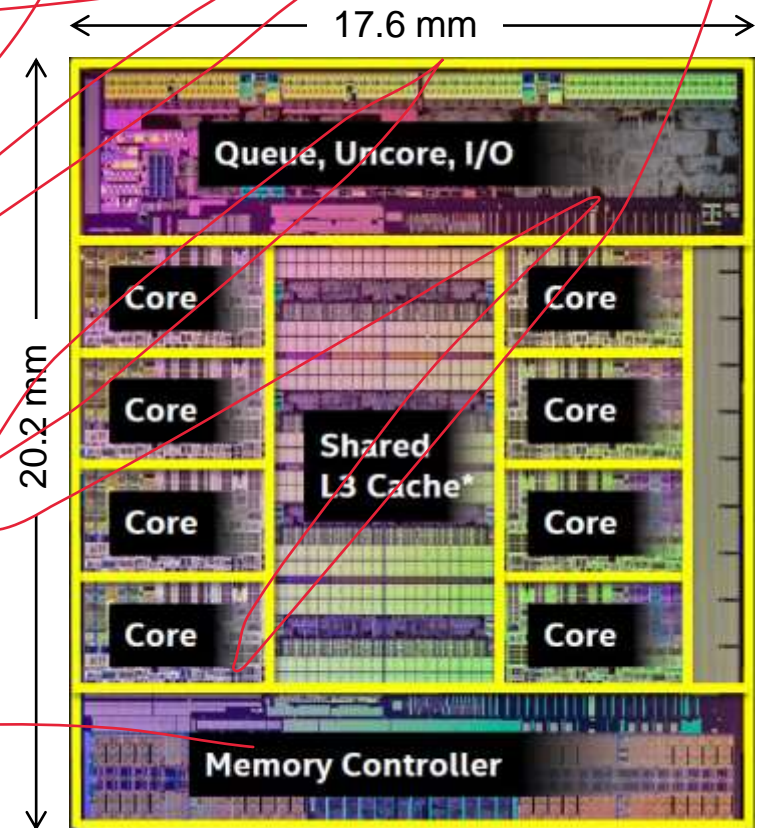 17.6 mm
20.2 mm
Queue, Uncore, I/O
Core
Core
Core
Core
Shared
L3 Cache*
Core
Core
Core
Core
Memory Controller